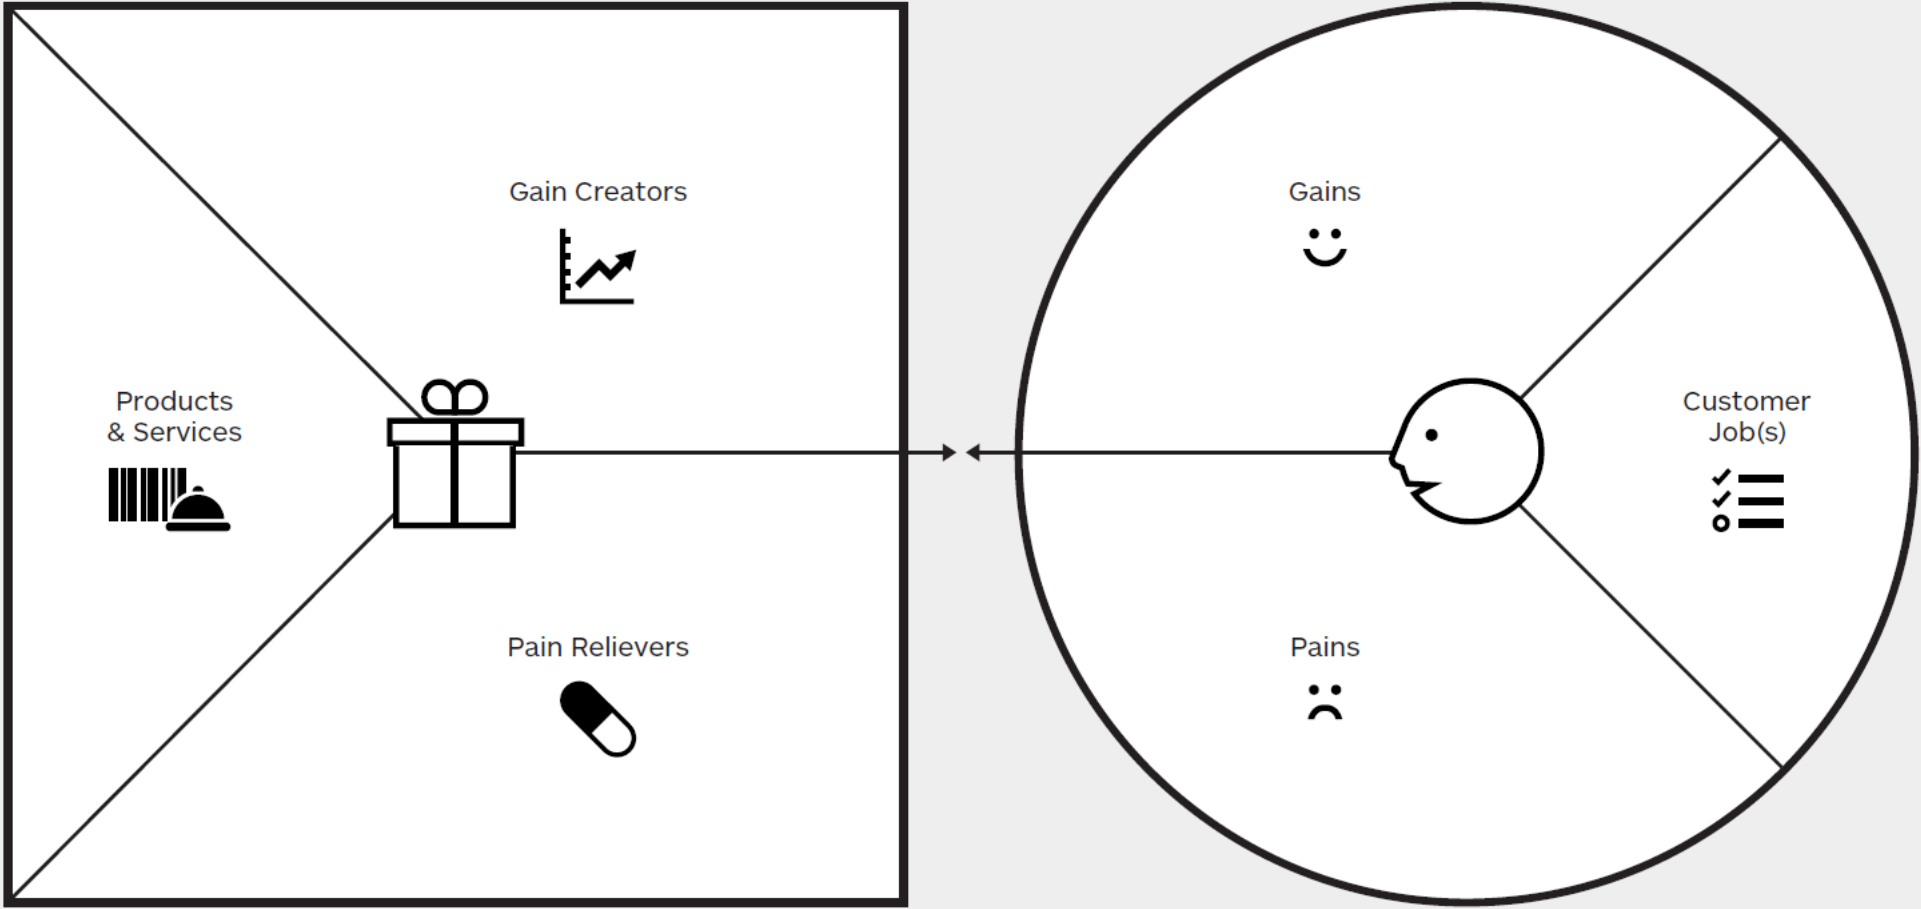 Gain Creators
Products
& Services
Pain Relievers
Gains
Customer
Job(s)
Pains